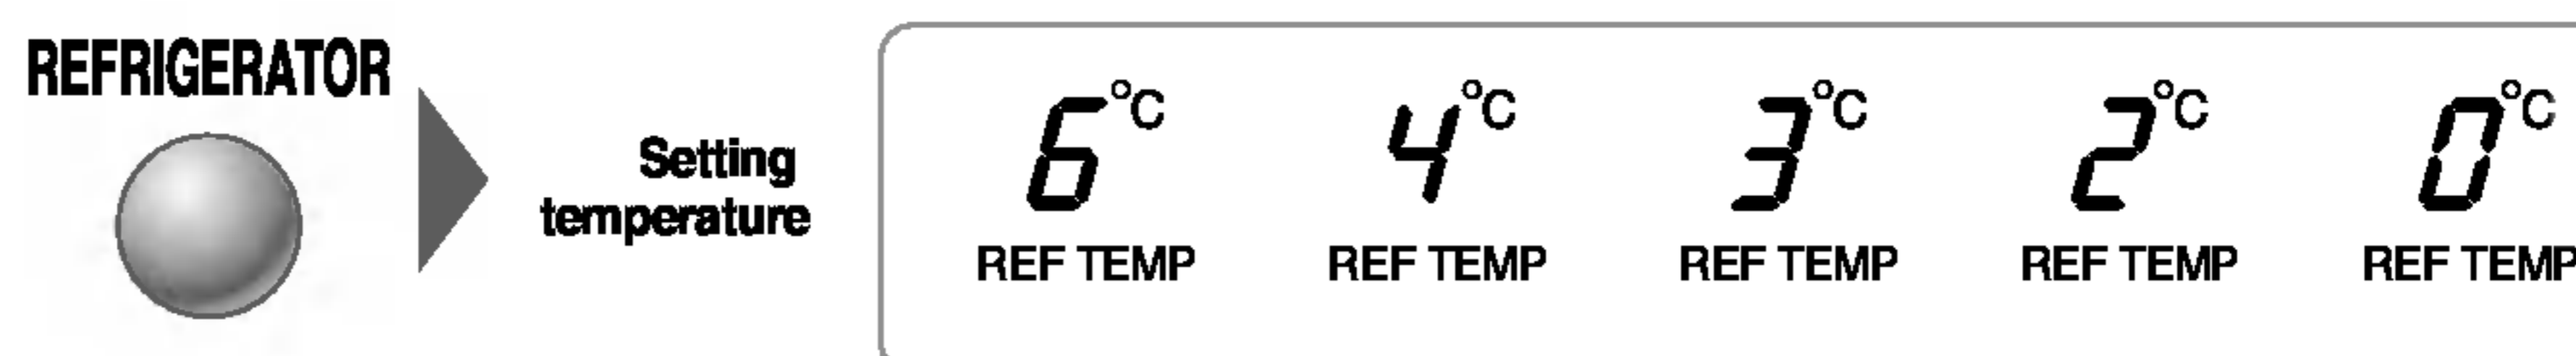 REFRIGERATOR
Setting
temperature
6°C 4°C 3°C 2°C 0°C
REF TEMP REF TEMP REF TEMP REF TEMP REF TEMP